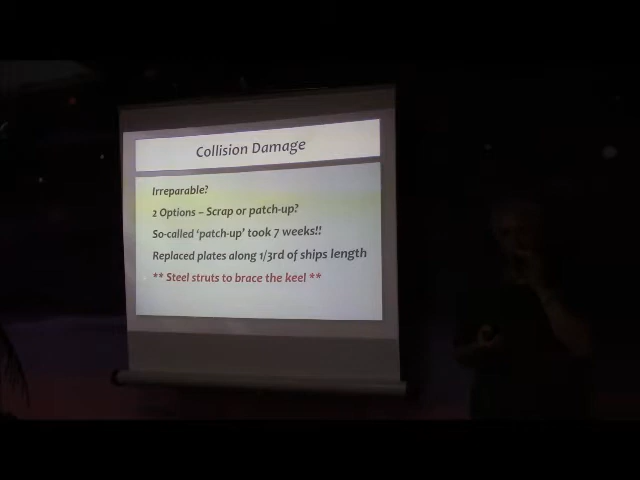 Collision Damage
Irreparable?
2 Options – Scrap or patch-up?
So-called ‘patch-up’ took 7 weeks!!
Replaced plates along 1/3rd of ships length
** Steel struts to brace the keel **